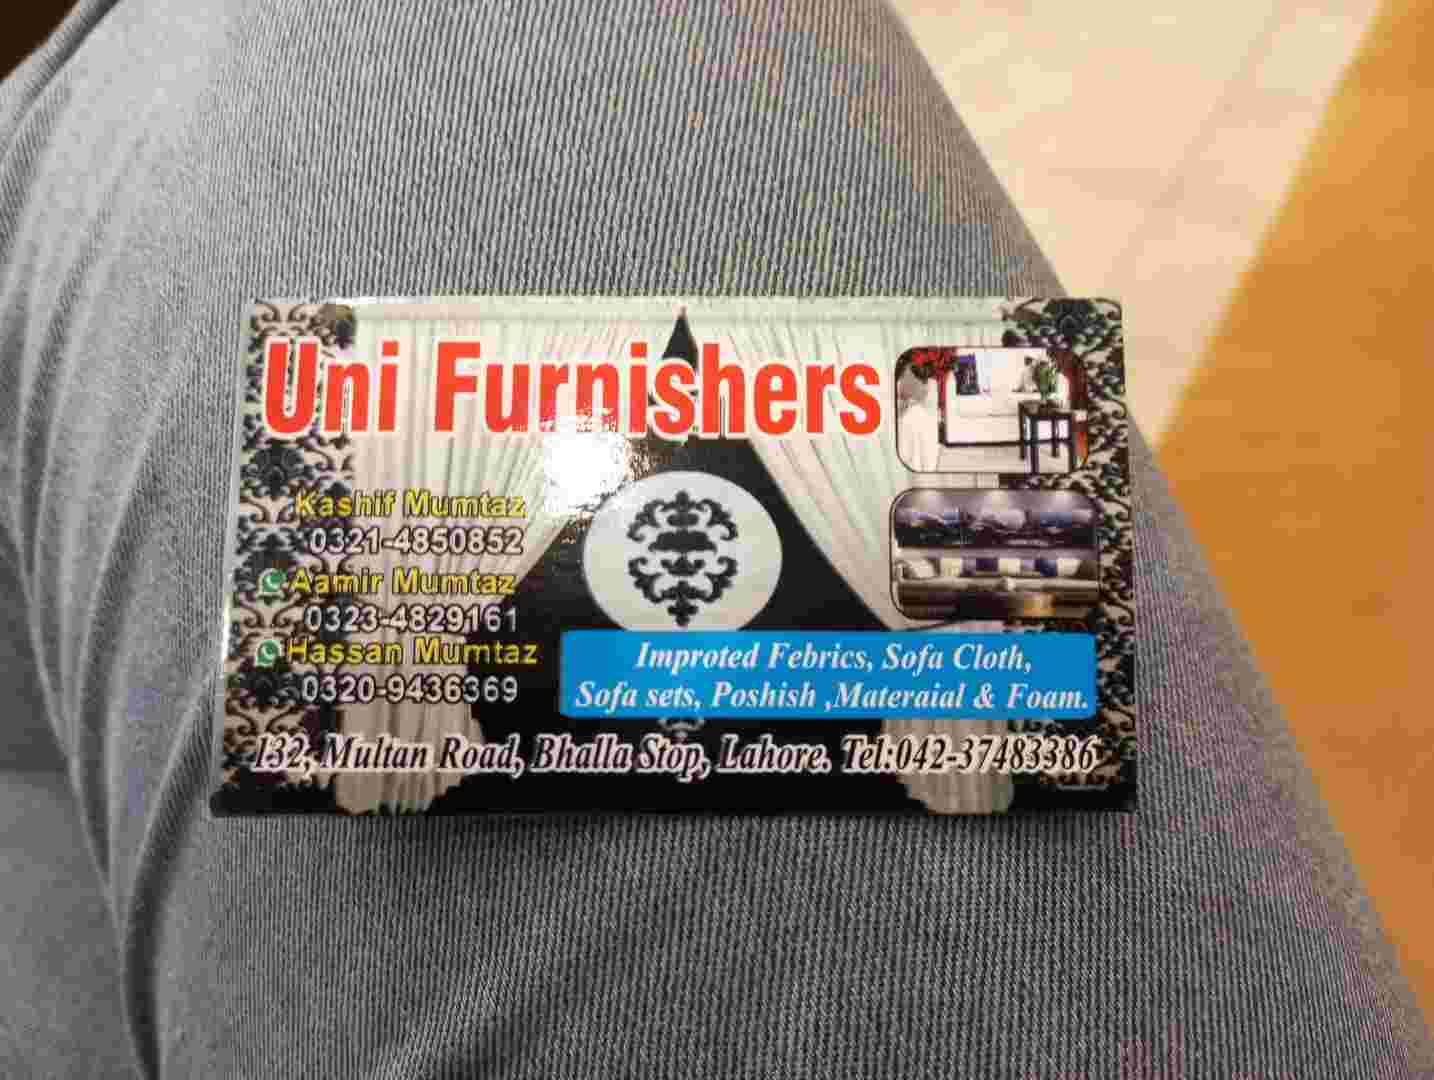 Uni Furnishers
Kashif Mumtaz
0321-4850852
Aamir Mumtaz
0323-4829161
Hassan Mumtaz
0320-9436369
Improted Febrics, Sofa Cloth,
Sofa sets, Poshish ,Materaial & Foam.
132, Multan Road, Bhalla Stop, Lahore. Tel:042-37483386